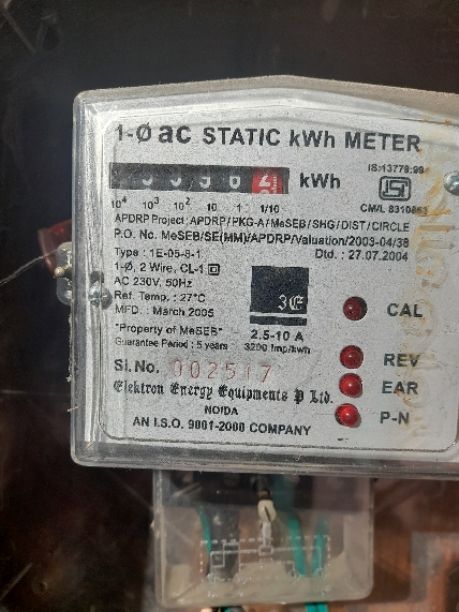 1-Ø ac STATIC kWh METER
kWh
IS:13779:99
ISI
10⁴ 10³ 10² 10 1 1/10
CM/L 8310853
APDRP Project: APDRP/PKG-A/MeSEB/SHG/DIST/CIRCLE
P.O. No. MeSEB/SE(MM)/APDRP/Valuation/2003-04/38
Dtd. : 27.07.2004
Type : 1E-05-S-1
1-Ø, 2 Wire, CL-1
AC 230V, 50Hz
Ref. Temp. : 27°C
MFD. : March 2005
3E
CAL
"Property of MeSEB"
2.5-10 A
Guarantee Period : 5 years
3200 Imp/kwh
REV
Sl. No. 002517
EAR
Elektron Energy Equipments P Ltd.
NOIDA
P-N
AN I.S.O. 9001-2000 COMPANY